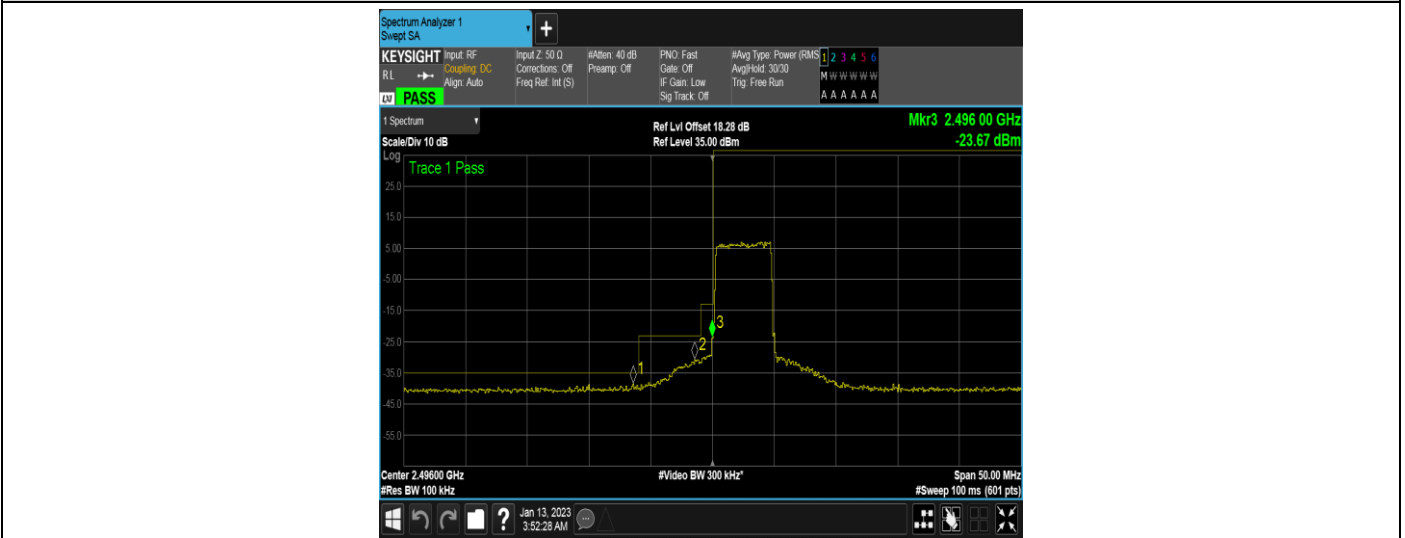 Spectrum Analyzer 1
Swept SA
KEYSIGHT
RL
LXI
PASS
Input: RF
Coupling: DC
Align: Auto
Input Z: 50 Ω
Corrections: Off
Freq Ref: Int (S)
#Atten: 40 dB
Preamp: Off
PNO: Fast
Gate: Off
IF Gain: Low
Sig Track: Off
#Avg Type: Power (RMS
Avg|Hold: 30/30
Trig: Free Run
1 2 3 4 5 6
M W W W W W
A A A A A A
1 Spectrum
Scale/Div 10 dB
Ref Lvl Offset 18.28 dB
Ref Level 35.00 dBm
Mkr3 2.496 00 GHz
-23.67 dBm
Log
Trace 1 Pass
25.0
15.0
5.00
-5.00
-15.0
-25.0
-35.0
-45.0
-55.0
1
2
3
Center 2.49600 GHz
#Res BW 100 kHz
#Video BW 300 kHz*
Span 50.00 MHz
#Sweep 100 ms (601 pts)
?
Jan 13, 2023
3:52:28 AM